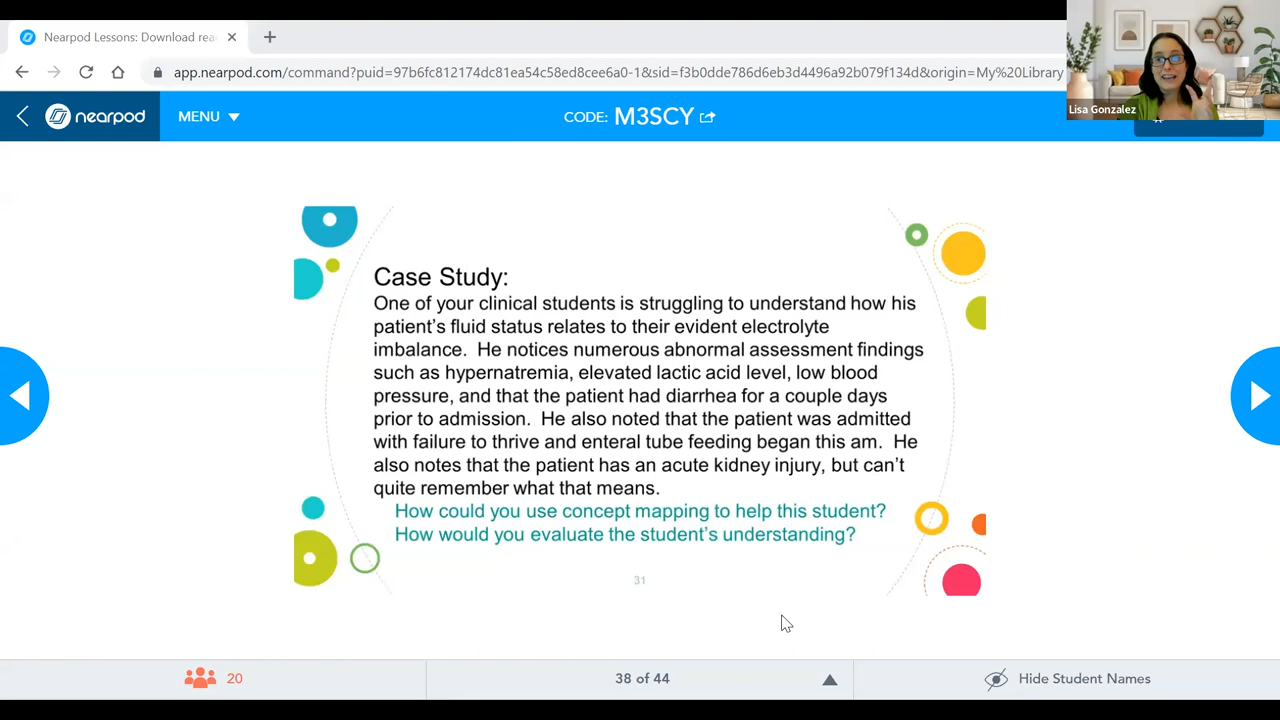 Nearpod Lessons: Download rea
app.nearpod.com/command?puid=97b6fc812174dc81ea54c58ed8cee6a0-1&sid=f3b0dde786d6eb3d4496a92b079f134d&origin=My%20Library
Lisa Gonzalez
nearpod
MENU
CODE: M3SCY
Case Study:
One of your clinical students is struggling to understand how his
patient's fluid status relates to their evident electrolyte
imbalance. He notices numerous abnormal assessment findings
such as hypernatremia, elevated lactic acid level, low blood
pressure, and that the patient had diarrhea for a couple days
prior to admission. He also noted that the patient was admitted
with failure to thrive and enteral tube feeding began this am. He
also notes that the patient has an acute kidney injury, but can't
quite remember what that means.
How could you use concept mapping to help this student?
How would you evaluate the student's understanding?
31
20
38 of 44
Hide Student Names